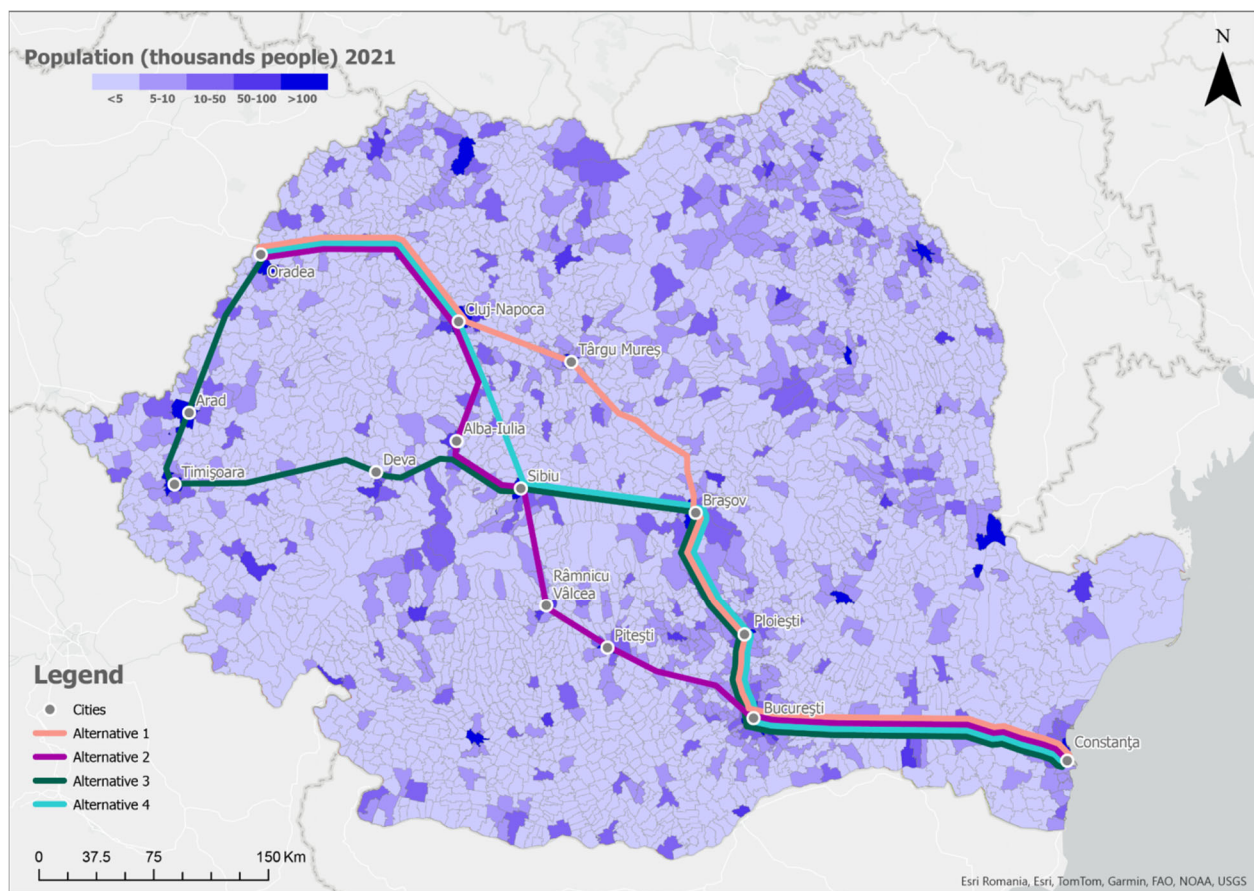 Population (thousands people) 2021
<5 5-10 10-50 50-100 >100
N
Oradea
Cluj-Napoca
Târgu Mureș
Arad
Alba-Iulia
Timișoara
Deva
Sibiu
Brașov
Râmnicu
Vâlcea
Ploiești
Pitești
București
Constanța
Legend
Cities
Alternative 1
Alternative 2
Alternative 3
Alternative 4
0 37.5 75 150 Km
Esri Romania, Esri, TomTom, Garmin, FAO, NOAA, USGS